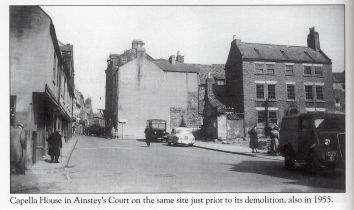 Capella House in Ainstey's Court on the same site just prior to its demolition, also in 1955.